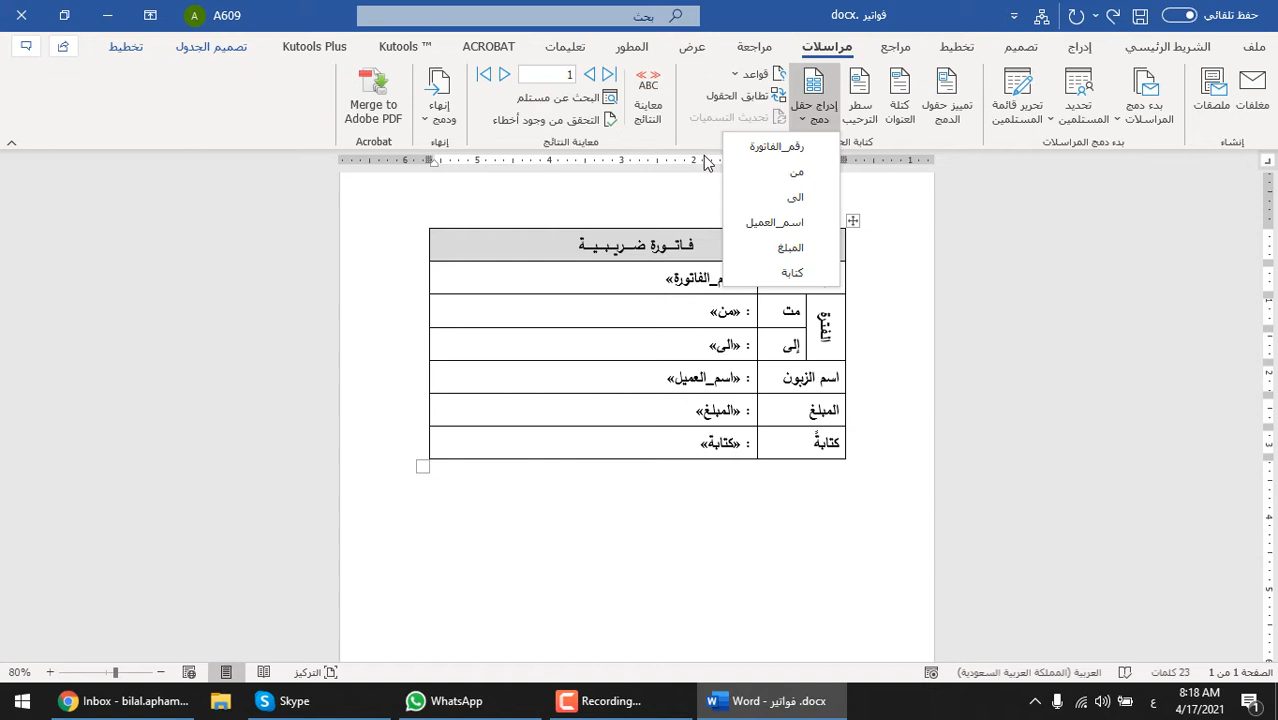 حفظ تلقائي
فواتير .docx
بحث
A609
A
ملف
الشريط الرئيسي
إدراج
تصميم
تخطيط
مراجع
مراسلات
مراجعة
عرض
المطور
تعليمات
ACROBAT
Kutools ™
Kutools Plus
تصميم الجدول
تخطيط
مغلفات
ملصقات
بدء دمج المراسلات
تحديد المستلمين
تحرير قائمة المستلمين
تمييز حقول الدمج
كتلة العنوان
سطر الترحيب
إدراج حقل دمج
قواعد
تطابق الحقول
تحديث التسميات
معاينة النتائج
1
البحث عن مستلم
التحقق من وجود أخطاء
إنهاء ودمج
Merge to Adobe PDF
بدء دمج المراسلات
معاينة النتائج
إنهاء
Acrobat
رقم_الفاتورة
من
الى
اسم_العميل
المبلغ
كتابة
فـاتــورة ضــريـبـيــة
الفترة
مت : «من»
إلى : «الى»
اسم الزبون : «اسم_العميل»
المبلغ : «المبلغ»
كتابةً : «كتابة»
الصفحة 1 من 1
23 كلمات
العربية (المملكة العربية السعودية)
التركيز
80%
Inbox - bilal.apham...
Skype
WhatsApp
Recording...
Word - فواتير .docx
ع
8:18 AM
4/17/2021